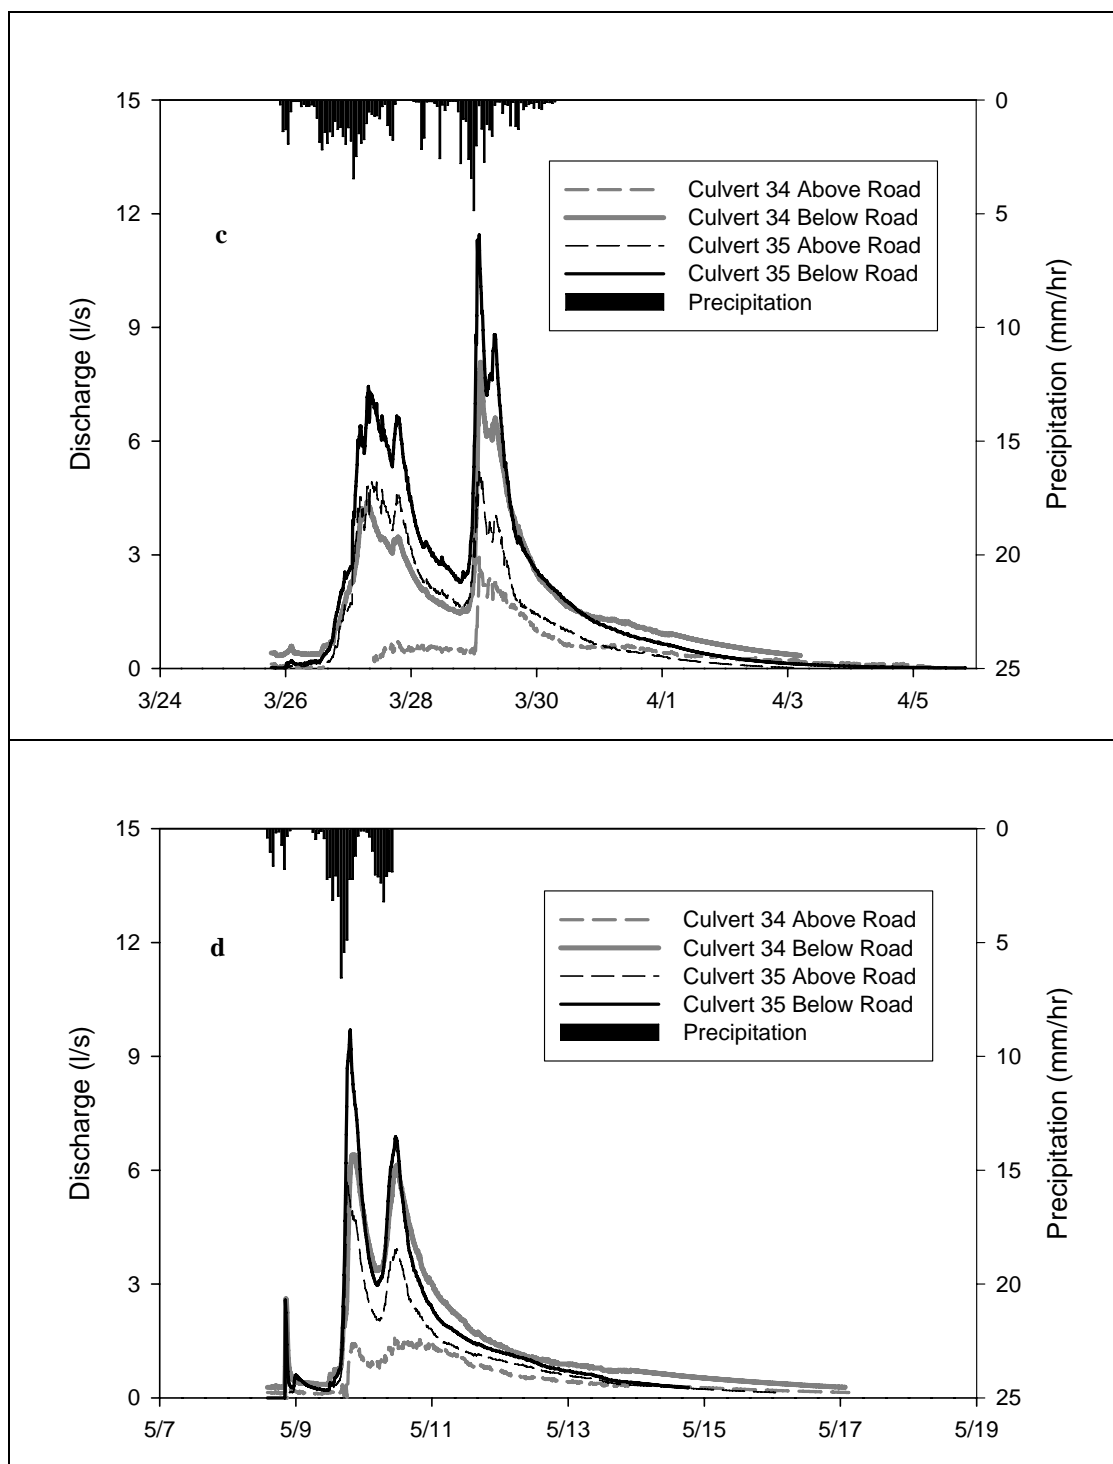 15
12
9
6
3
0
Discharge (l/s)
c
Culvert 34 Above Road
Culvert 34 Below Road
Culvert 35 Above Road
Culvert 35 Below Road
Precipitation
0
5
10
15
20
25
Precipitation (mm/hr)
3/24 3/26 3/28 3/30 4/1 4/3 4/5
15
12
9
6
3
0
Discharge (l/s)
d
Culvert 34 Above Road
Culvert 34 Below Road
Culvert 35 Above Road
Culvert 35 Below Road
Precipitation
0
5
10
15
20
25
Precipitation (mm/hr)
5/7 5/9 5/11 5/13 5/15 5/17 5/19